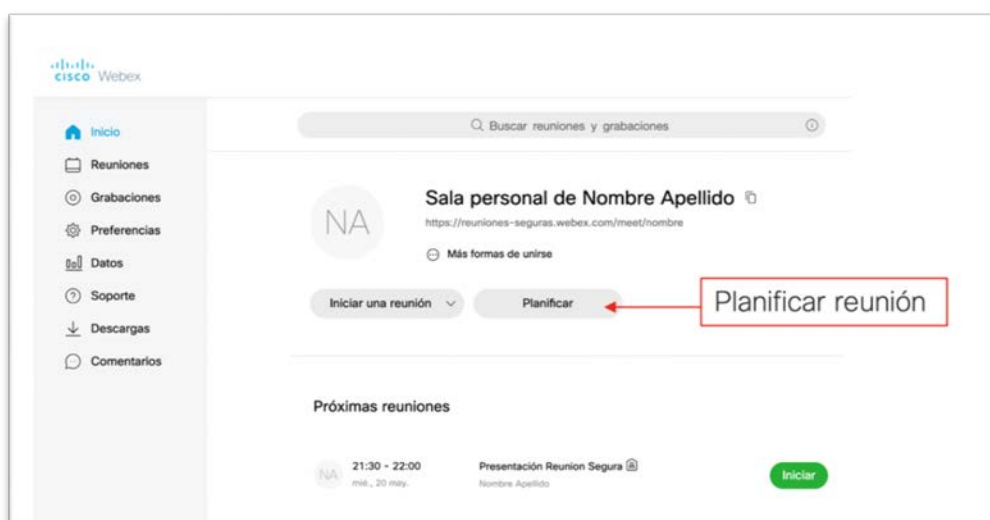 cisco Webex
Buscar reuniones y grabaciones
Inicio
Reuniones
Grabaciones
Preferencias
Datos
Soporte
Descargas
Comentarios
NA
Sala personal de Nombre Apellido
https://reuniones-seguras.webex.com/meet/nombre
Más formas de unirse
Iniciar una reunión
Planificar
Planificar reunión
Próximas reuniones
NA
21:30 - 22:00
mié., 20 may.
Presentación Reunion Segura
Nombre Apellido
Iniciar